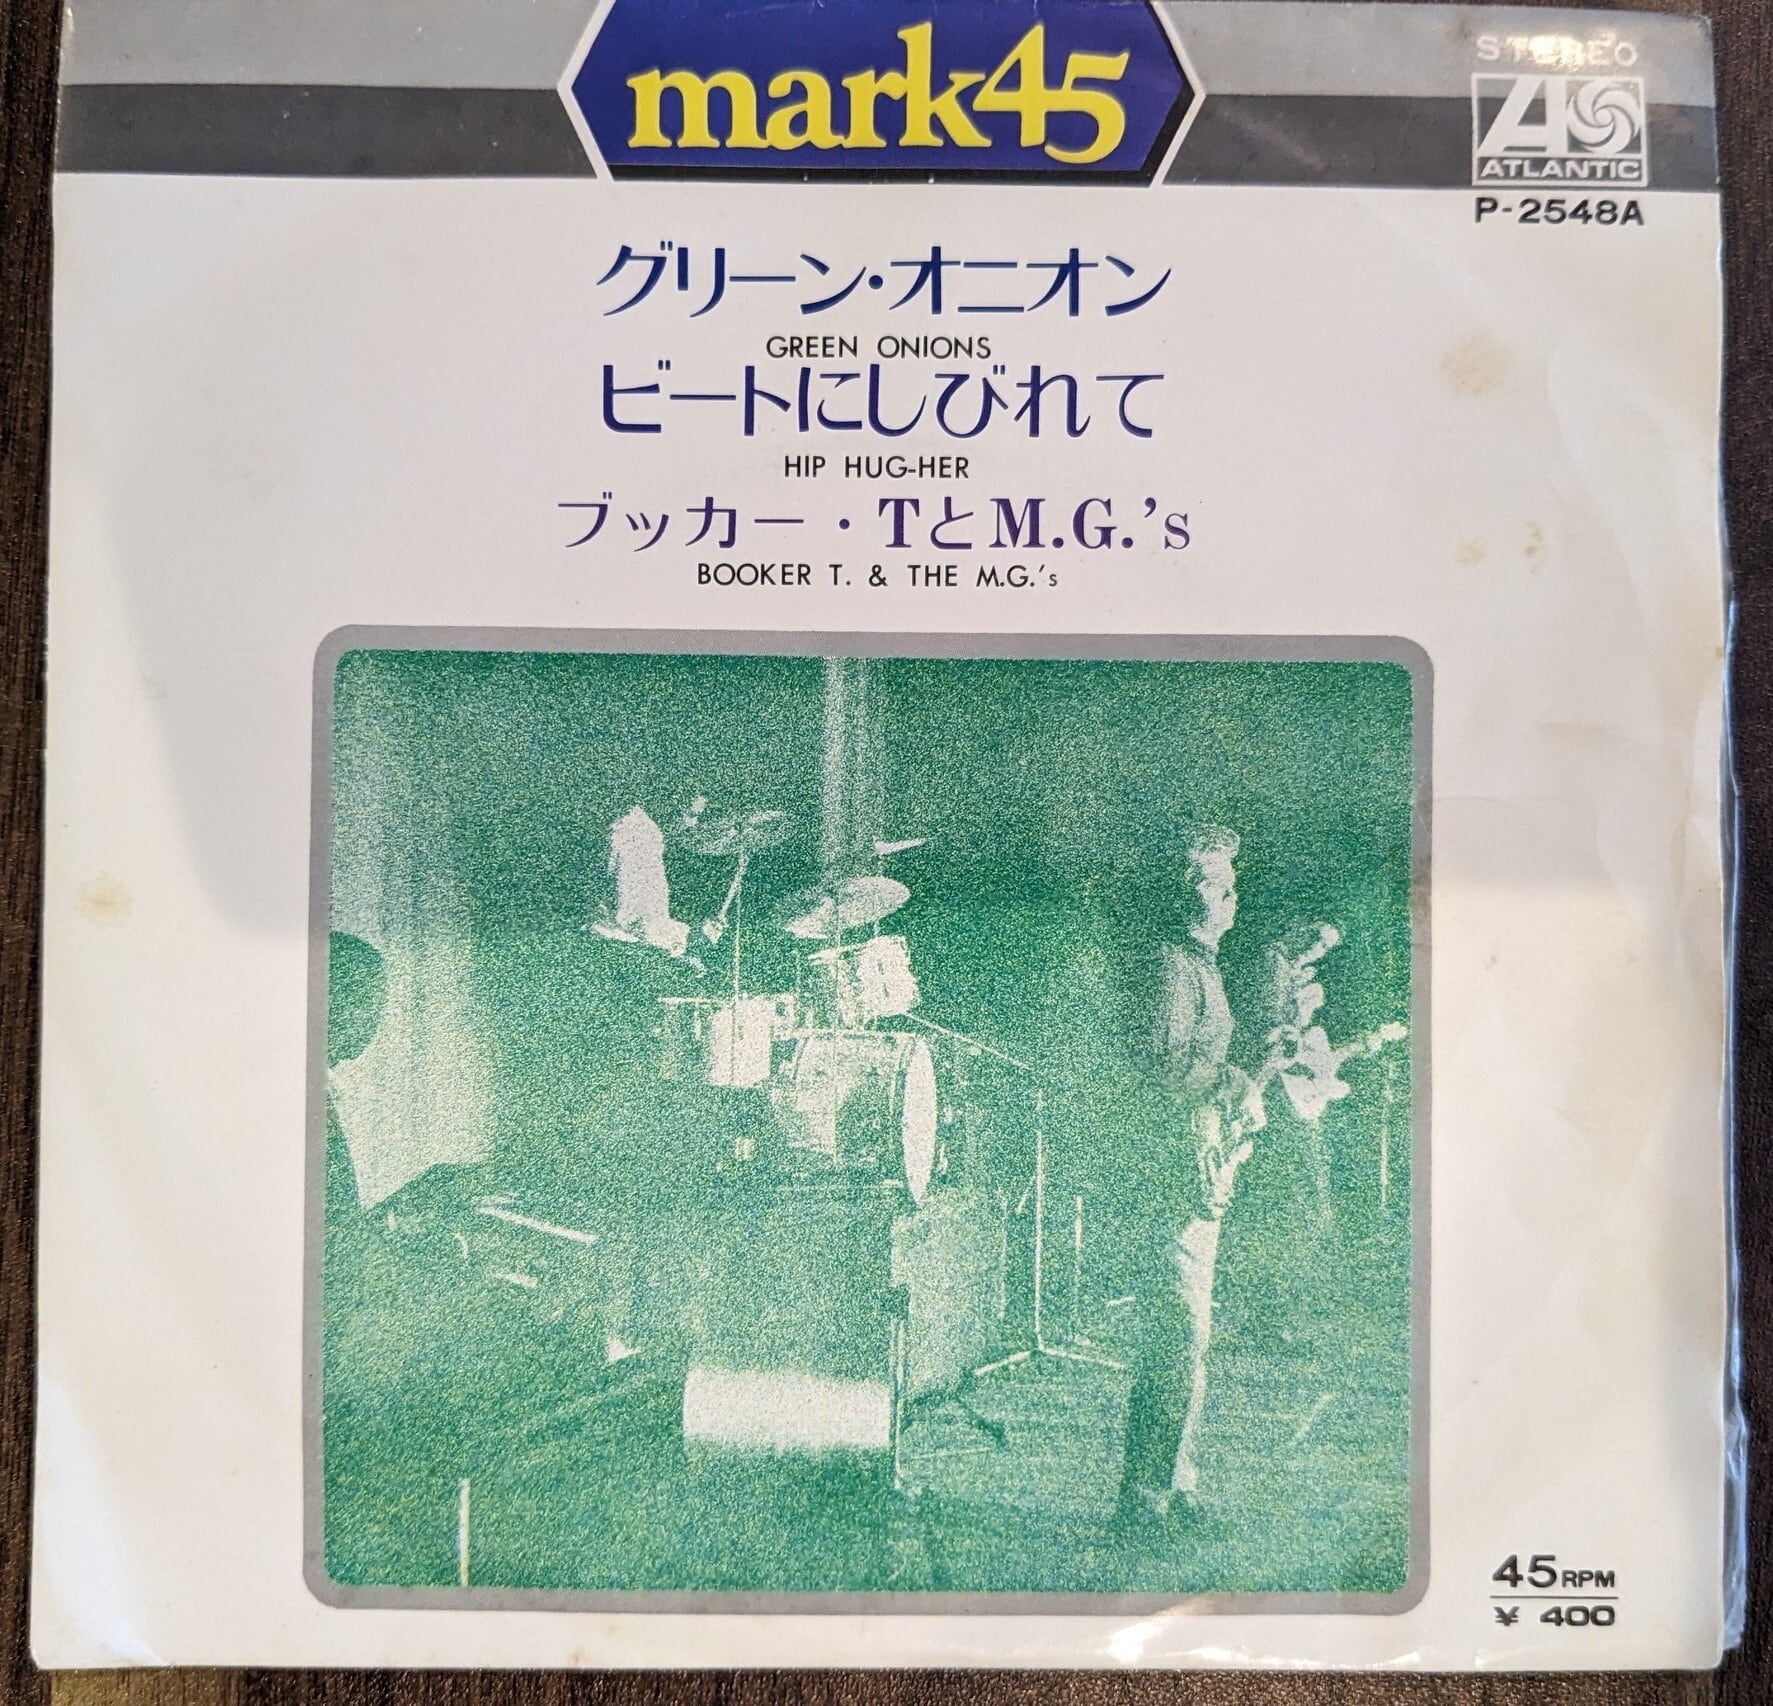 mark45
STEREO
ATLANTIC
P-2548A
グリーン・オニオン
GREEN ONIONS
ビートにしびれて
HIP HUG-HER
ブッカー・TとM.G.'s
BOOKER T. & THE M.G.'s
45RPM
¥ 400